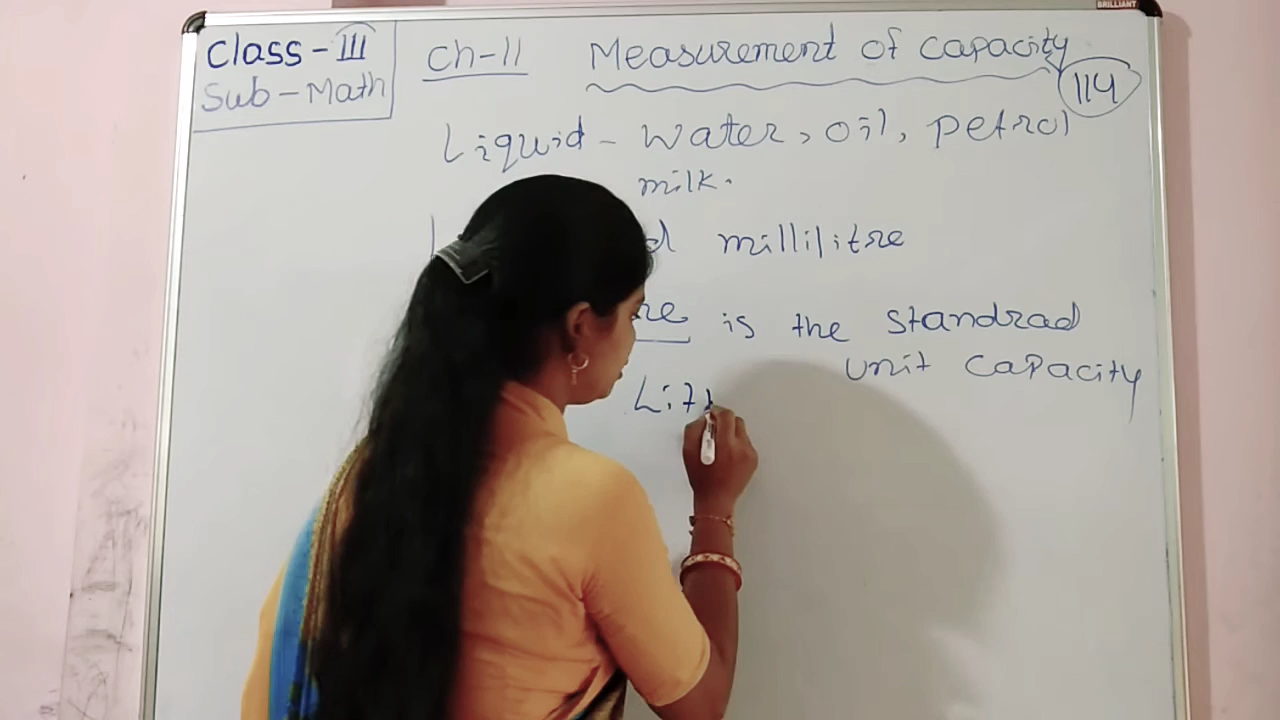 BRILLIANT
Class-III
Sub-Math
Ch-11 Measurement of capacity
114
Liquid - water, oil, petrol
milk.
millilitre
is the standrad
unit capacity
Lit